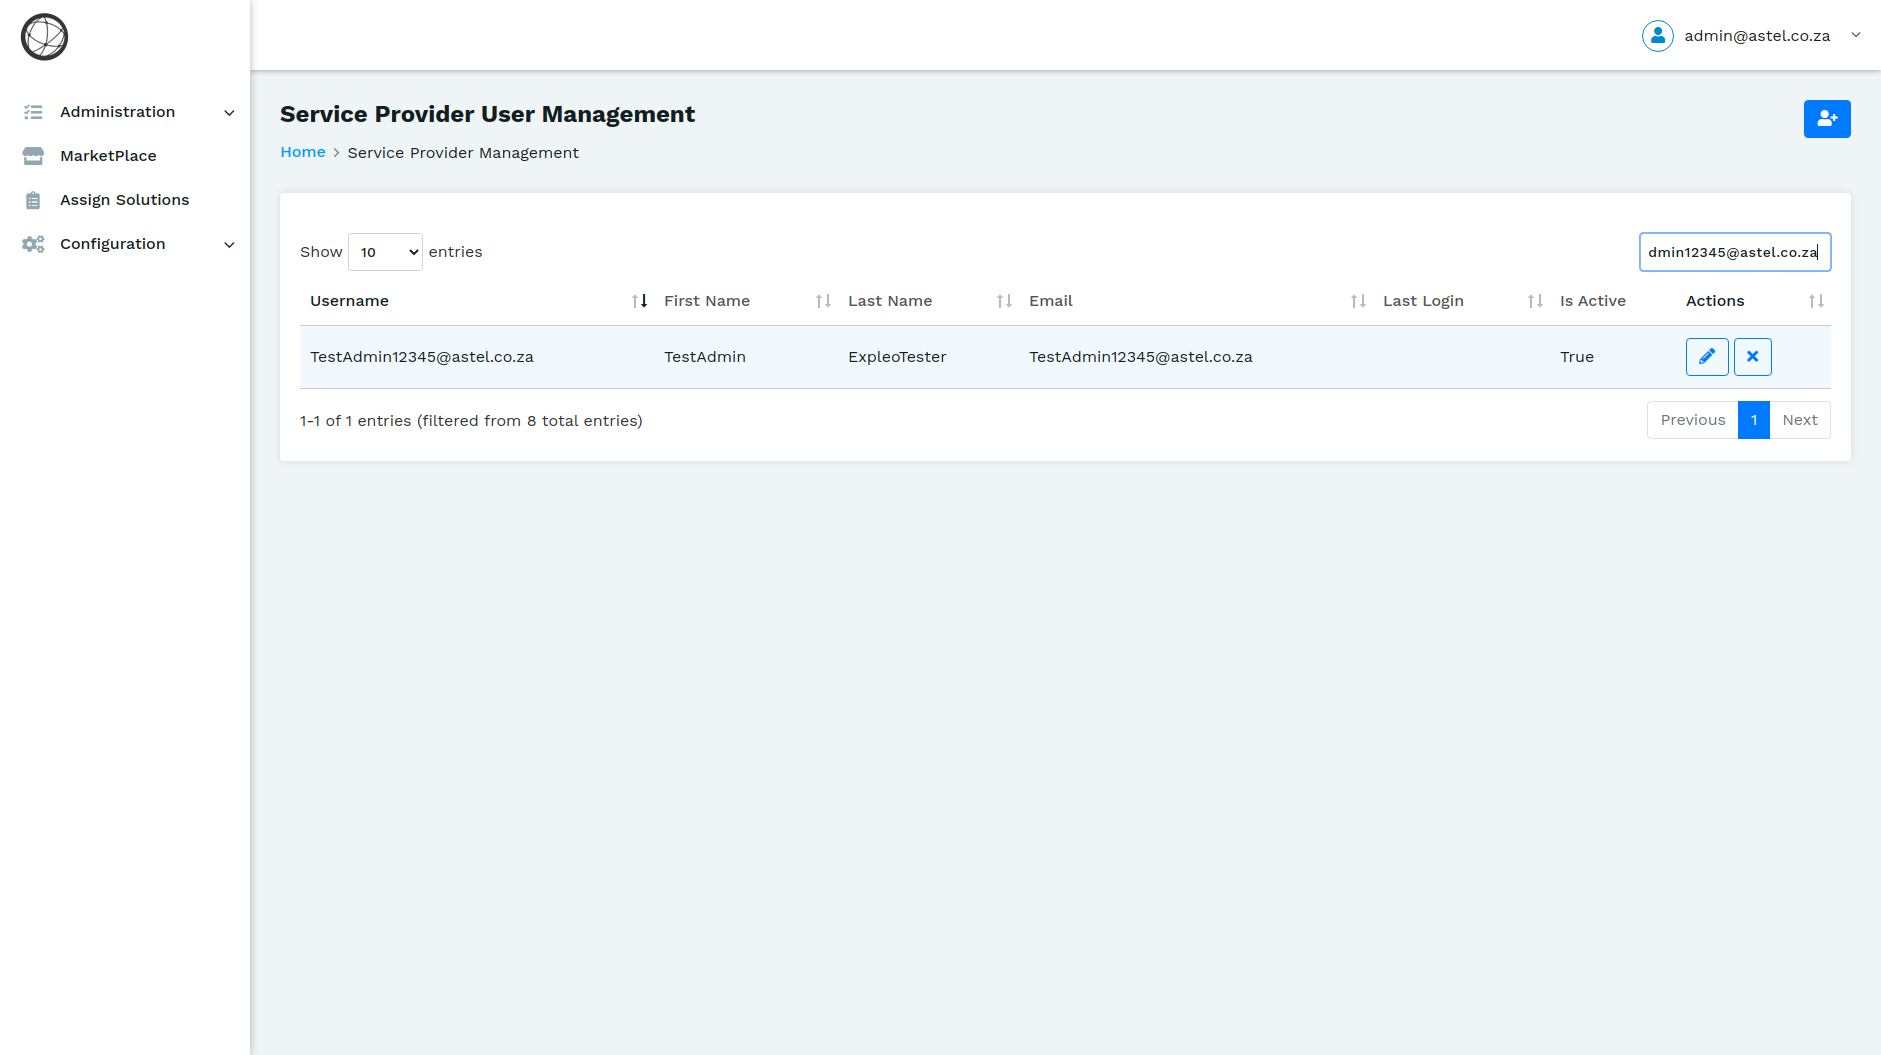 admin@astel.co.za
Administration
MarketPlace
Assign Solutions
Configuration
Service Provider User Management
Home > Service Provider Management
Show 10 entries
dmin12345@astel.co.za
Username First Name Last Name Email Last Login Is Active Actions
TestAdmin12345@astel.co.za TestAdmin ExpleoTester TestAdmin12345@astel.co.za True
1-1 of 1 entries (filtered from 8 total entries)
Previous 1 Next